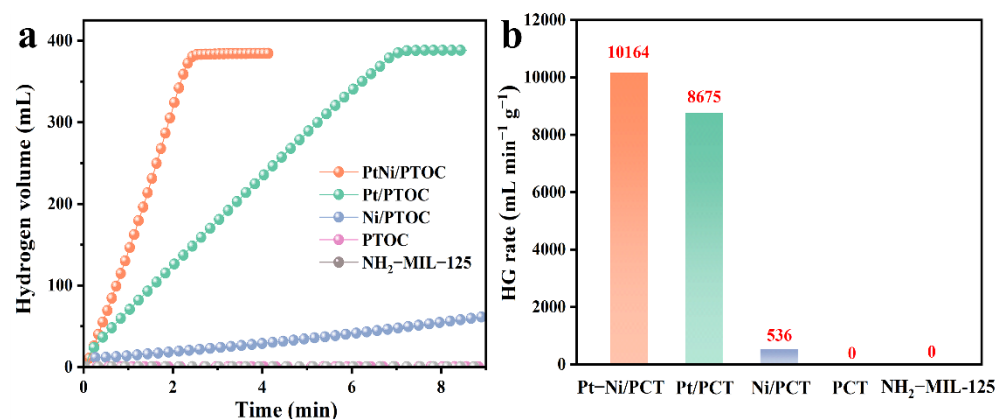 a
Hydrogen volume (mL)
400
300
200
100
0
0 2 4 6 8
Time (min)
PtNi/PTOC
Pt/PTOC
Ni/PTOC
PTOC
NH₂−MIL−125
b
HG rate (mL min⁻¹ g⁻¹)
12000
10000
8000
6000
4000
2000
0
10164
8675
536
0
0
Pt−Ni/PCT Pt/PCT Ni/PCT PCT NH₂−MIL-125